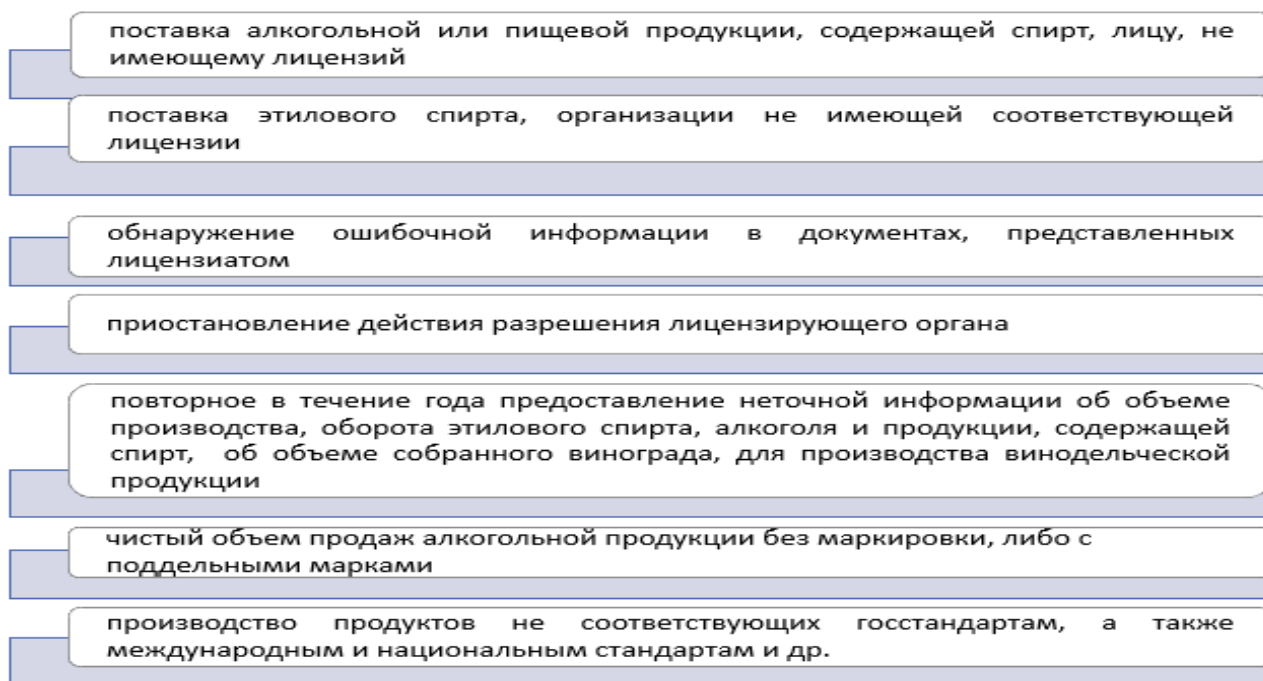 поставка алкогольной или пищевой продукции, содержащей спирт, лицу, не
имеющему лицензий
поставка этилового спирта, организации не имеющей соответствующей
лицензии
обнаружение ошибочной информации в документах, представленных
лицензиатом
приостановление действия разрешения лицензирующего органа
повторное в течение года предоставление неточной информации об объеме
производства, оборота этилового спирта, алкоголя и продукции, содержащей
спирт, об объеме собранного винограда, для производства винодельческой
продукции
чистый объем продаж алкогольной продукции без маркировки, либо с
поддельными марками
производство продуктов не соответствующих госстандартам, а также
международным и национальным стандартам и др.